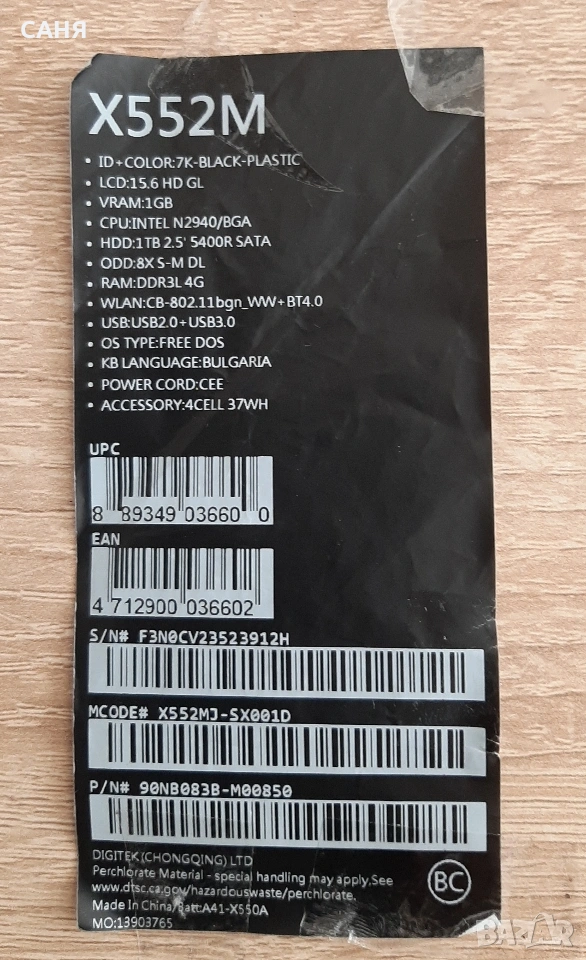 САНЯ
X552M
• ID+COLOR:7K-BLACK-PLASTIC
• LCD:15.6 HD GL
• VRAM:1GB
• CPU:INTEL N2940/BGA
• HDD:1TB 2.5' 5400R SATA
• ODD:8X S-M DL
• RAM:DDR3L 4G
• WLAN:CB-802.11bgn_WW+BT4.0
• USB:USB2.0+USB3.0
• OS TYPE:FREE DOS
• KB LANGUAGE:BULGARIA
• POWER CORD:CEE
• ACCESSORY:4CELL 37WH
UPC
8 89349 03660 0
EAN
4 712900 036602
S/N# F3N0CV23523912H
MCODE# X552MJ-SX001D
P/N# 90NB083B-M00850
DIGITEK(CHONGQING) LTD
Perchlorate Material - special handling may apply.See
www.dtsc.ca.gov/hazardouswaste/perchlorate.
Made In China/Batt:A41-X550A
MO:13903765
BC
BAZAR